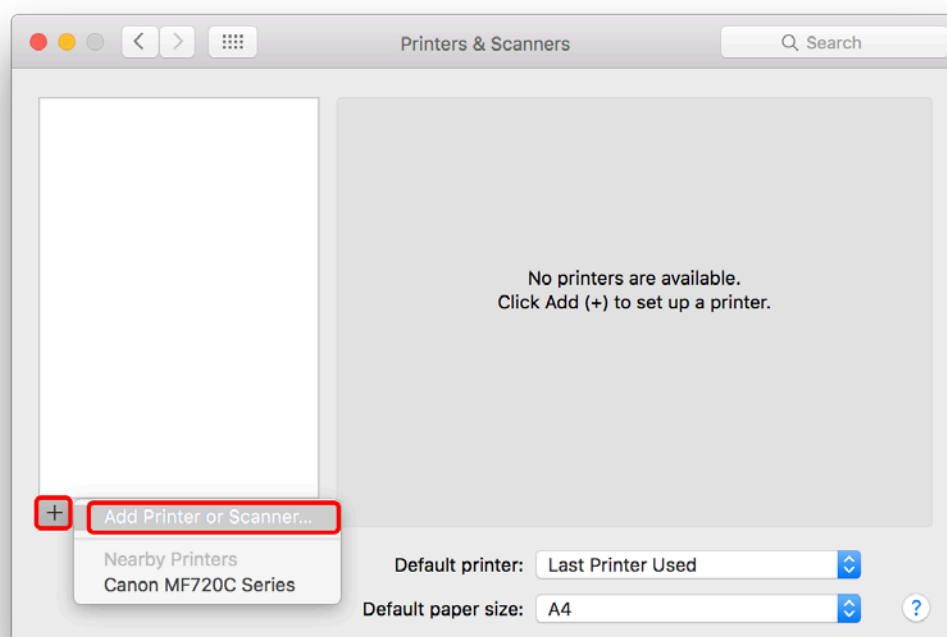 Printers & Scanners
Search
No printers are available.
Click Add (+) to set up a printer.
+
Add Printer or Scanner...
Nearby Printers
Canon MF720C Series
Default printer: Last Printer Used
Default paper size: A4
?